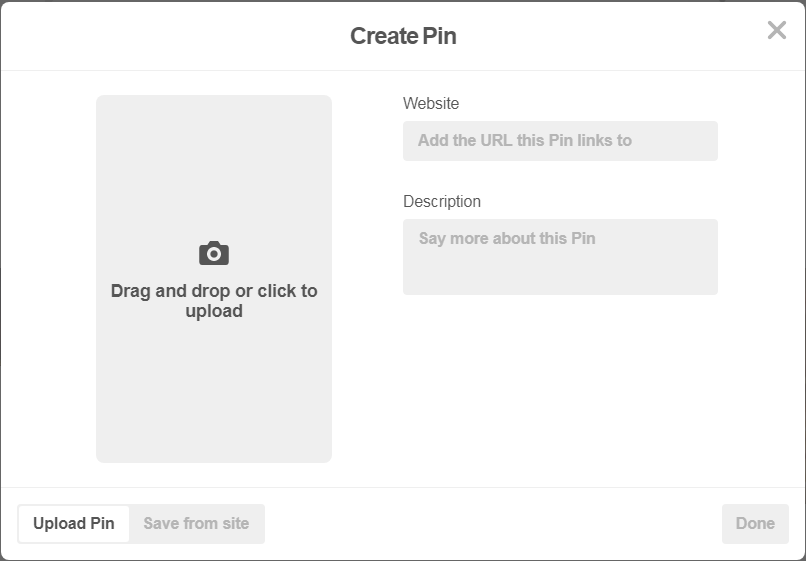 Create Pin
Website
Add the URL this Pin links to
Description
Say more about this Pin
Drag and drop or click to
upload
Upload Pin
Save from site
Done